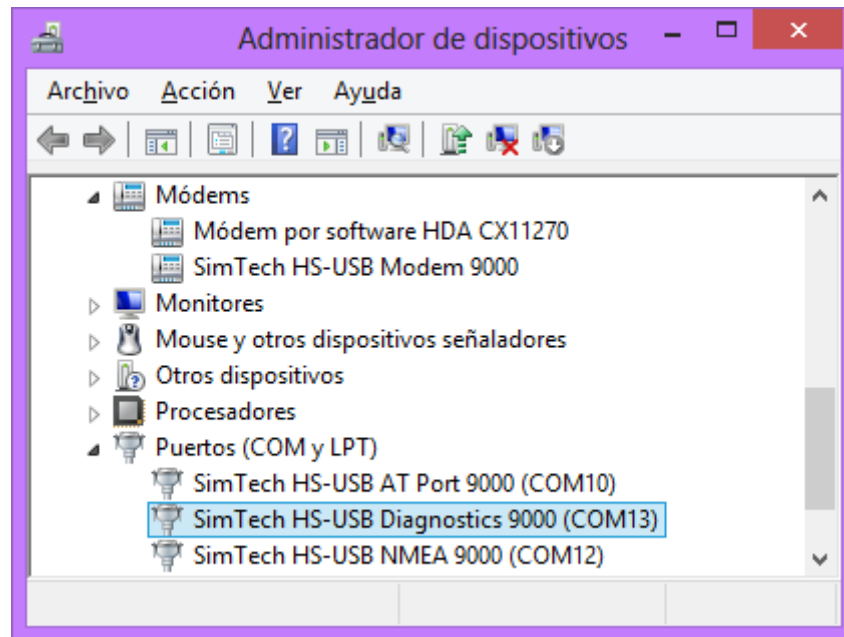 Administrador de dispositivos
Archivo Acción Ver Ayuda
Módems
Módem por software HDA CX11270
SimTech HS-USB Modem 9000
Monitores
Mouse y otros dispositivos señaladores
Otros dispositivos
Procesadores
Puertos (COM y LPT)
SimTech HS-USB AT Port 9000 (COM10)
SimTech HS-USB Diagnostics 9000 (COM13)
SimTech HS-USB NMEA 9000 (COM12)